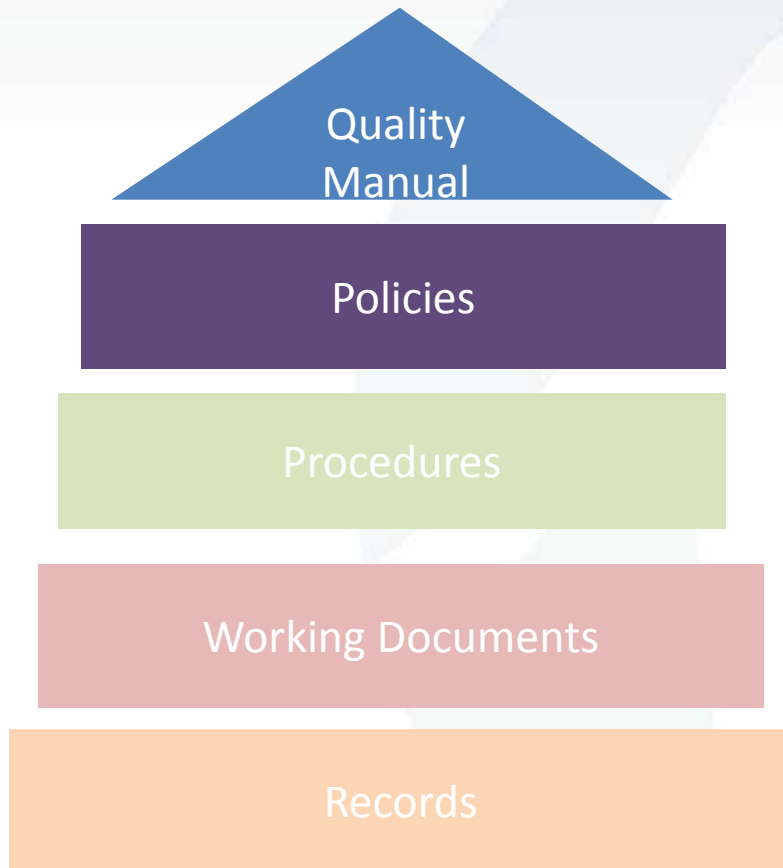 Quality
Manual
Policies
Procedures
Working Documents
Records